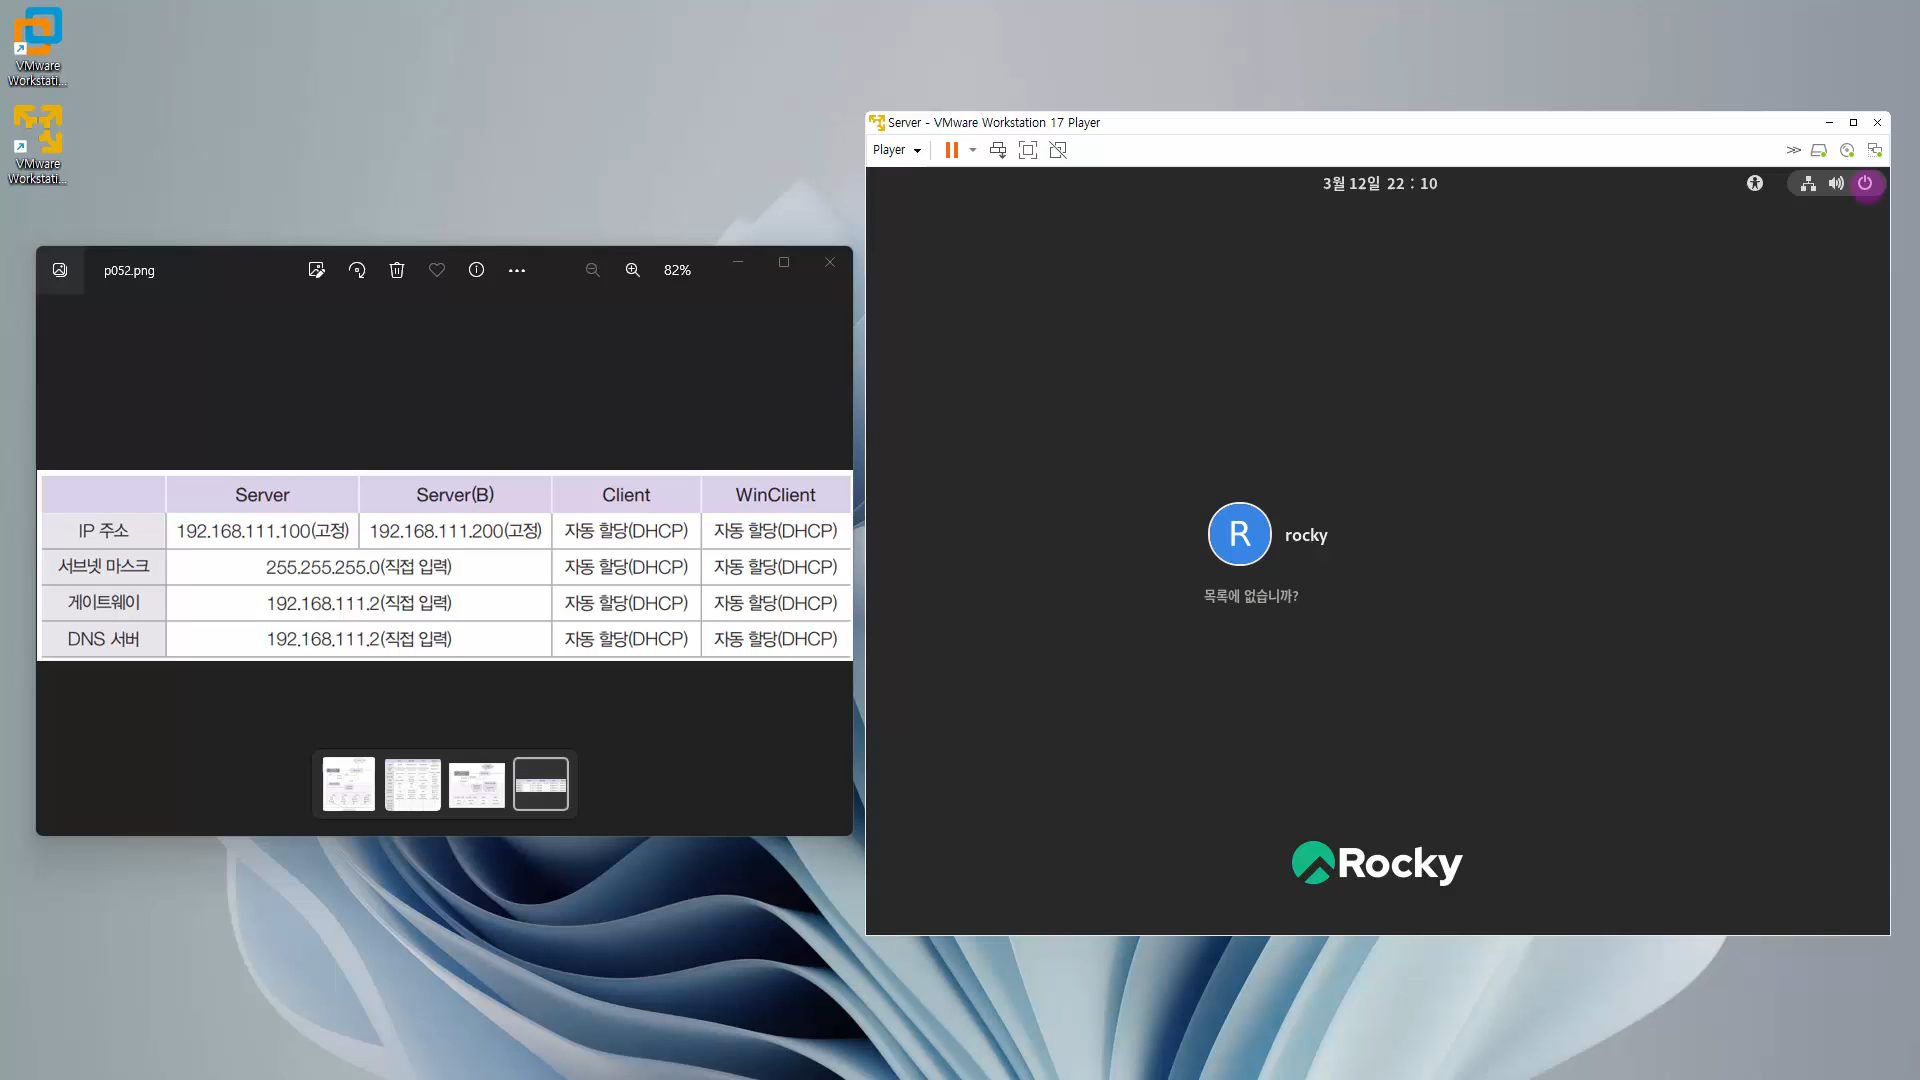 VMware
Workstati...
VMware
Workstati...
p052.png
82%
Server Server(B) Client WinClient
IP 주소 192.168.111.100(고정) 192.168.111.200(고정) 자동 할당(DHCP) 자동 할당(DHCP)
서브넷 마스크 255.255.255.0(직접 입력) 자동 할당(DHCP) 자동 할당(DHCP)
게이트웨이 192.168.111.2(직접 입력) 자동 할당(DHCP) 자동 할당(DHCP)
DNS 서버 192.168.111.2(직접 입력) 자동 할당(DHCP) 자동 할당(DHCP)
Server - VMware Workstation 17 Player
Player
3월 12일 22 : 10
R rocky
목록에 없습니까?
Rocky